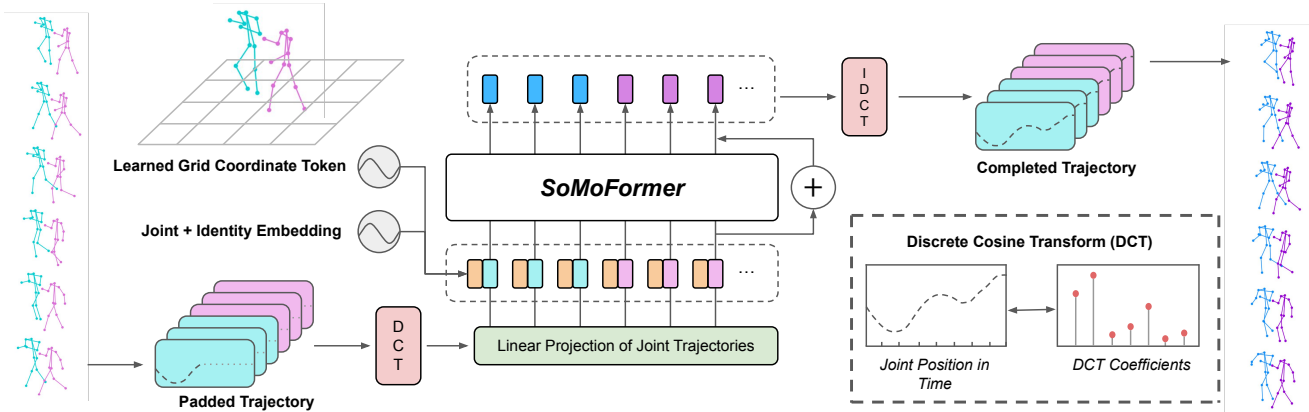 Learned Grid Coordinate Token
Joint + Identity Embedding
Padded Trajectory
D
C
T
Linear Projection of Joint Trajectories
...
SoMoFormer
+
...
I
D
C
T
Completed Trajectory
Discrete Cosine Transform (DCT)
Joint Position in
Time
DCT Coefficients